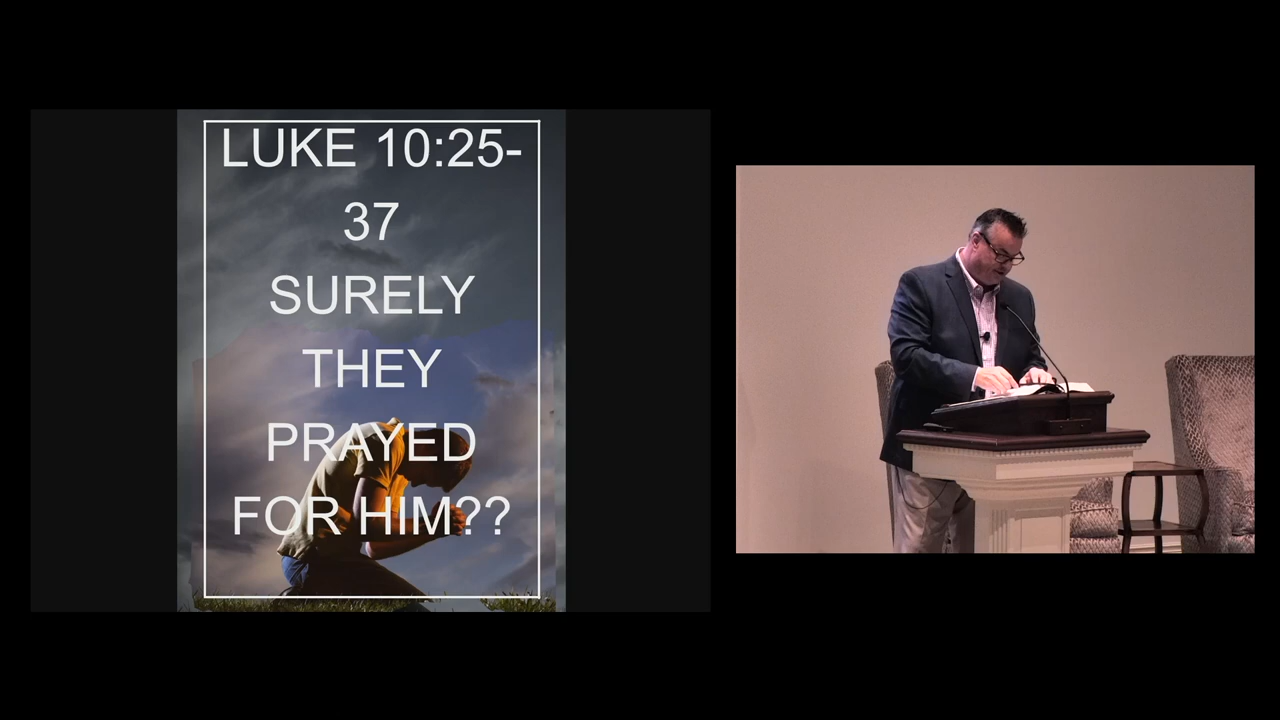 LUKE 10:25-
37
SURELY
THEY
PRAYED
FOR HIM??